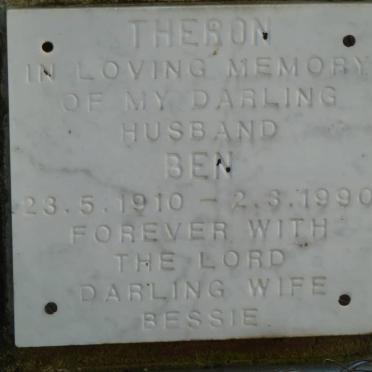 THERON
IN LOVING MEMORY
OF MY DARLING
HUSBAND
BEN
23.5.1910 – 2.3.1990
FOREVER WITH
THE LORD
DARLING WIFE
BESSIE